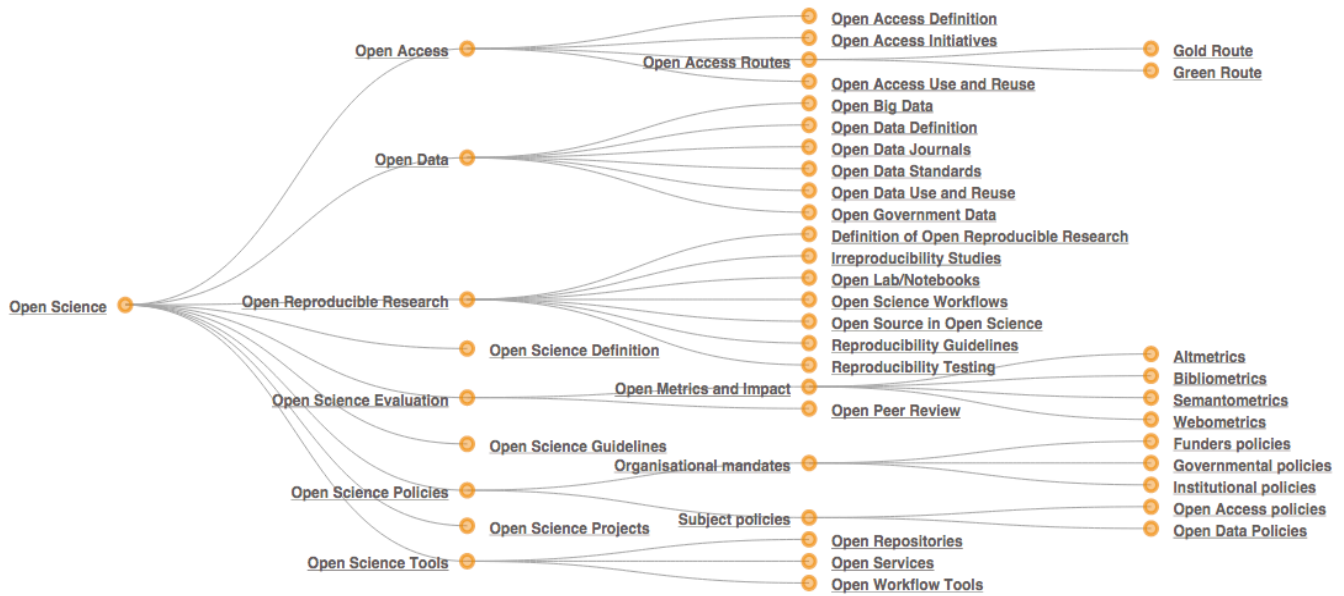 Open Science
Open Access
Open Access Definition
Open Access Initiatives
Open Access Routes
Gold Route
Green Route
Open Access Use and Reuse
Open Data
Open Big Data
Open Data Definition
Open Data Journals
Open Data Standards
Open Data Use and Reuse
Open Government Data
Open Reproducible Research
Definition of Open Reproducible Research
Irreproducibility Studies
Open Lab/Notebooks
Open Science Workflows
Open Source in Open Science
Reproducibility Guidelines
Reproducibility Testing
Open Science Definition
Open Science Evaluation
Open Metrics and Impact
Altmetrics
Bibliometrics
Semantometrics
Webometrics
Open Peer Review
Open Science Guidelines
Open Science Policies
Organisational mandates
Funders policies
Governmental policies
Institutional policies
Subject policies
Open Access policies
Open Data Policies
Open Science Projects
Open Science Tools
Open Repositories
Open Services
Open Workflow Tools